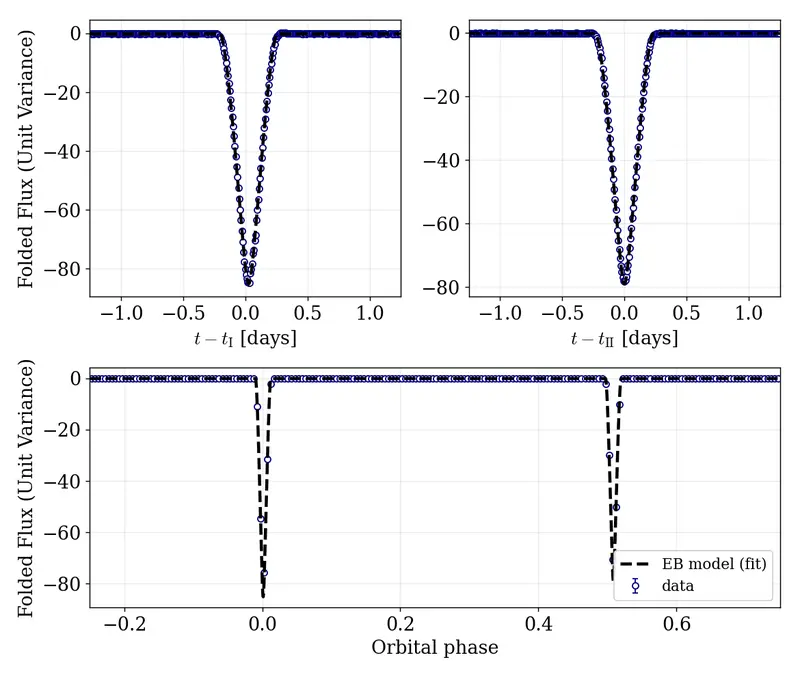 Folded Flux (Unit Variance)
0
−20
−40
−60
−80
−1.0 −0.5 0.0 0.5 1.0
t − tI [days]
0
−20
−40
−60
−80
−1.0 −0.5 0.0 0.5 1.0
t − tII [days]
Folded Flux (Unit Variance)
0
−20
−40
−60
−80
EB model (fit)
data
−0.2 0.0 0.2 0.4 0.6
Orbital phase